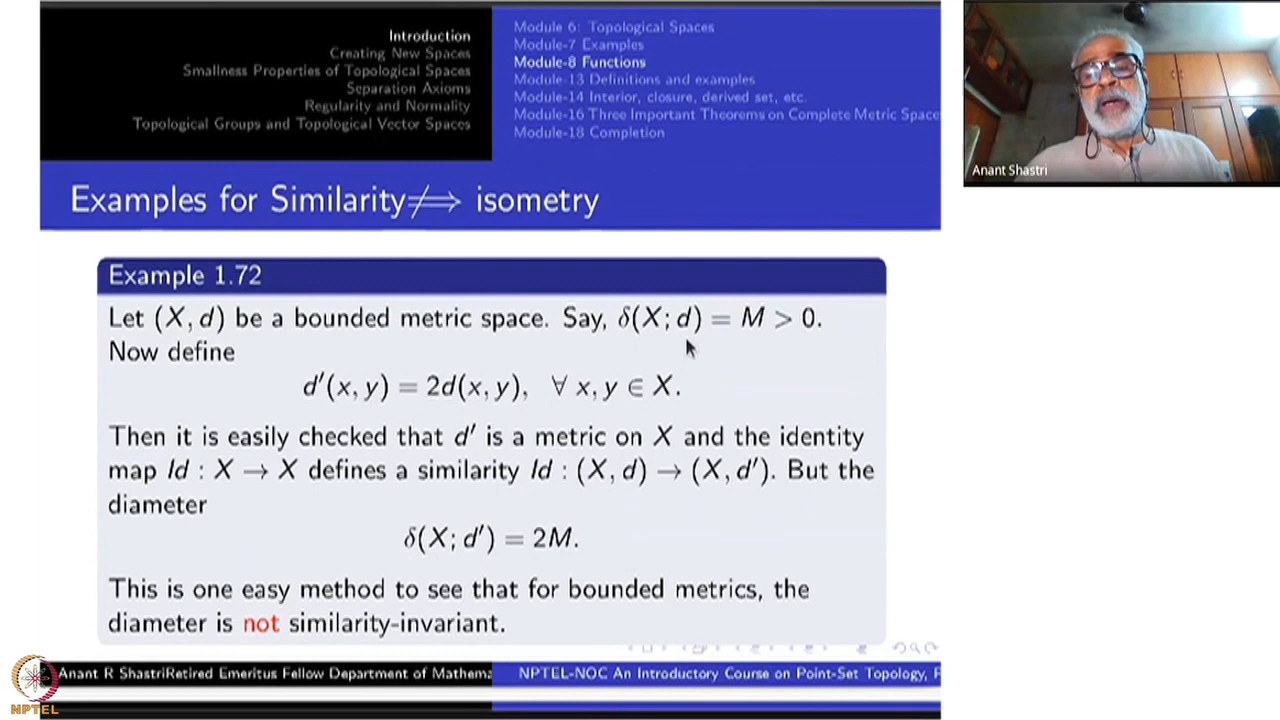 Introduction
Creating New Spaces
Smallness Properties of Topological Spaces
Separation Axioms
Regularity and Normality
Topological Groups and Topological Vector Spaces
Module 6: Topological Spaces
Module-7 Examples
Module-8 Functions
Module-13 Definitions and examples
Module-14 Interior, closure, derived set, etc.
Module-16 Three Important Theorems on Complete Metric Space
Module-18 Completion
Anant Shastri
Examples for Similarity≠⇒ isometry
Example 1.72
Let (X, d) be a bounded metric space. Say, δ(X; d) = M > 0.
Now define
d′(x, y) = 2d(x, y), ∀ x, y ∈ X.
Then it is easily checked that d′ is a metric on X and the identity
map Id : X → X defines a similarity Id : (X, d) → (X, d′). But the
diameter
δ(X; d′) = 2M.
This is one easy method to see that for bounded metrics, the
diameter is not similarity-invariant.
Anant R ShastriRetired Emeritus Fellow Department of Mathema
NPTEL-NOC An Introductory Course on Point-Set Topology, P
NPTEL